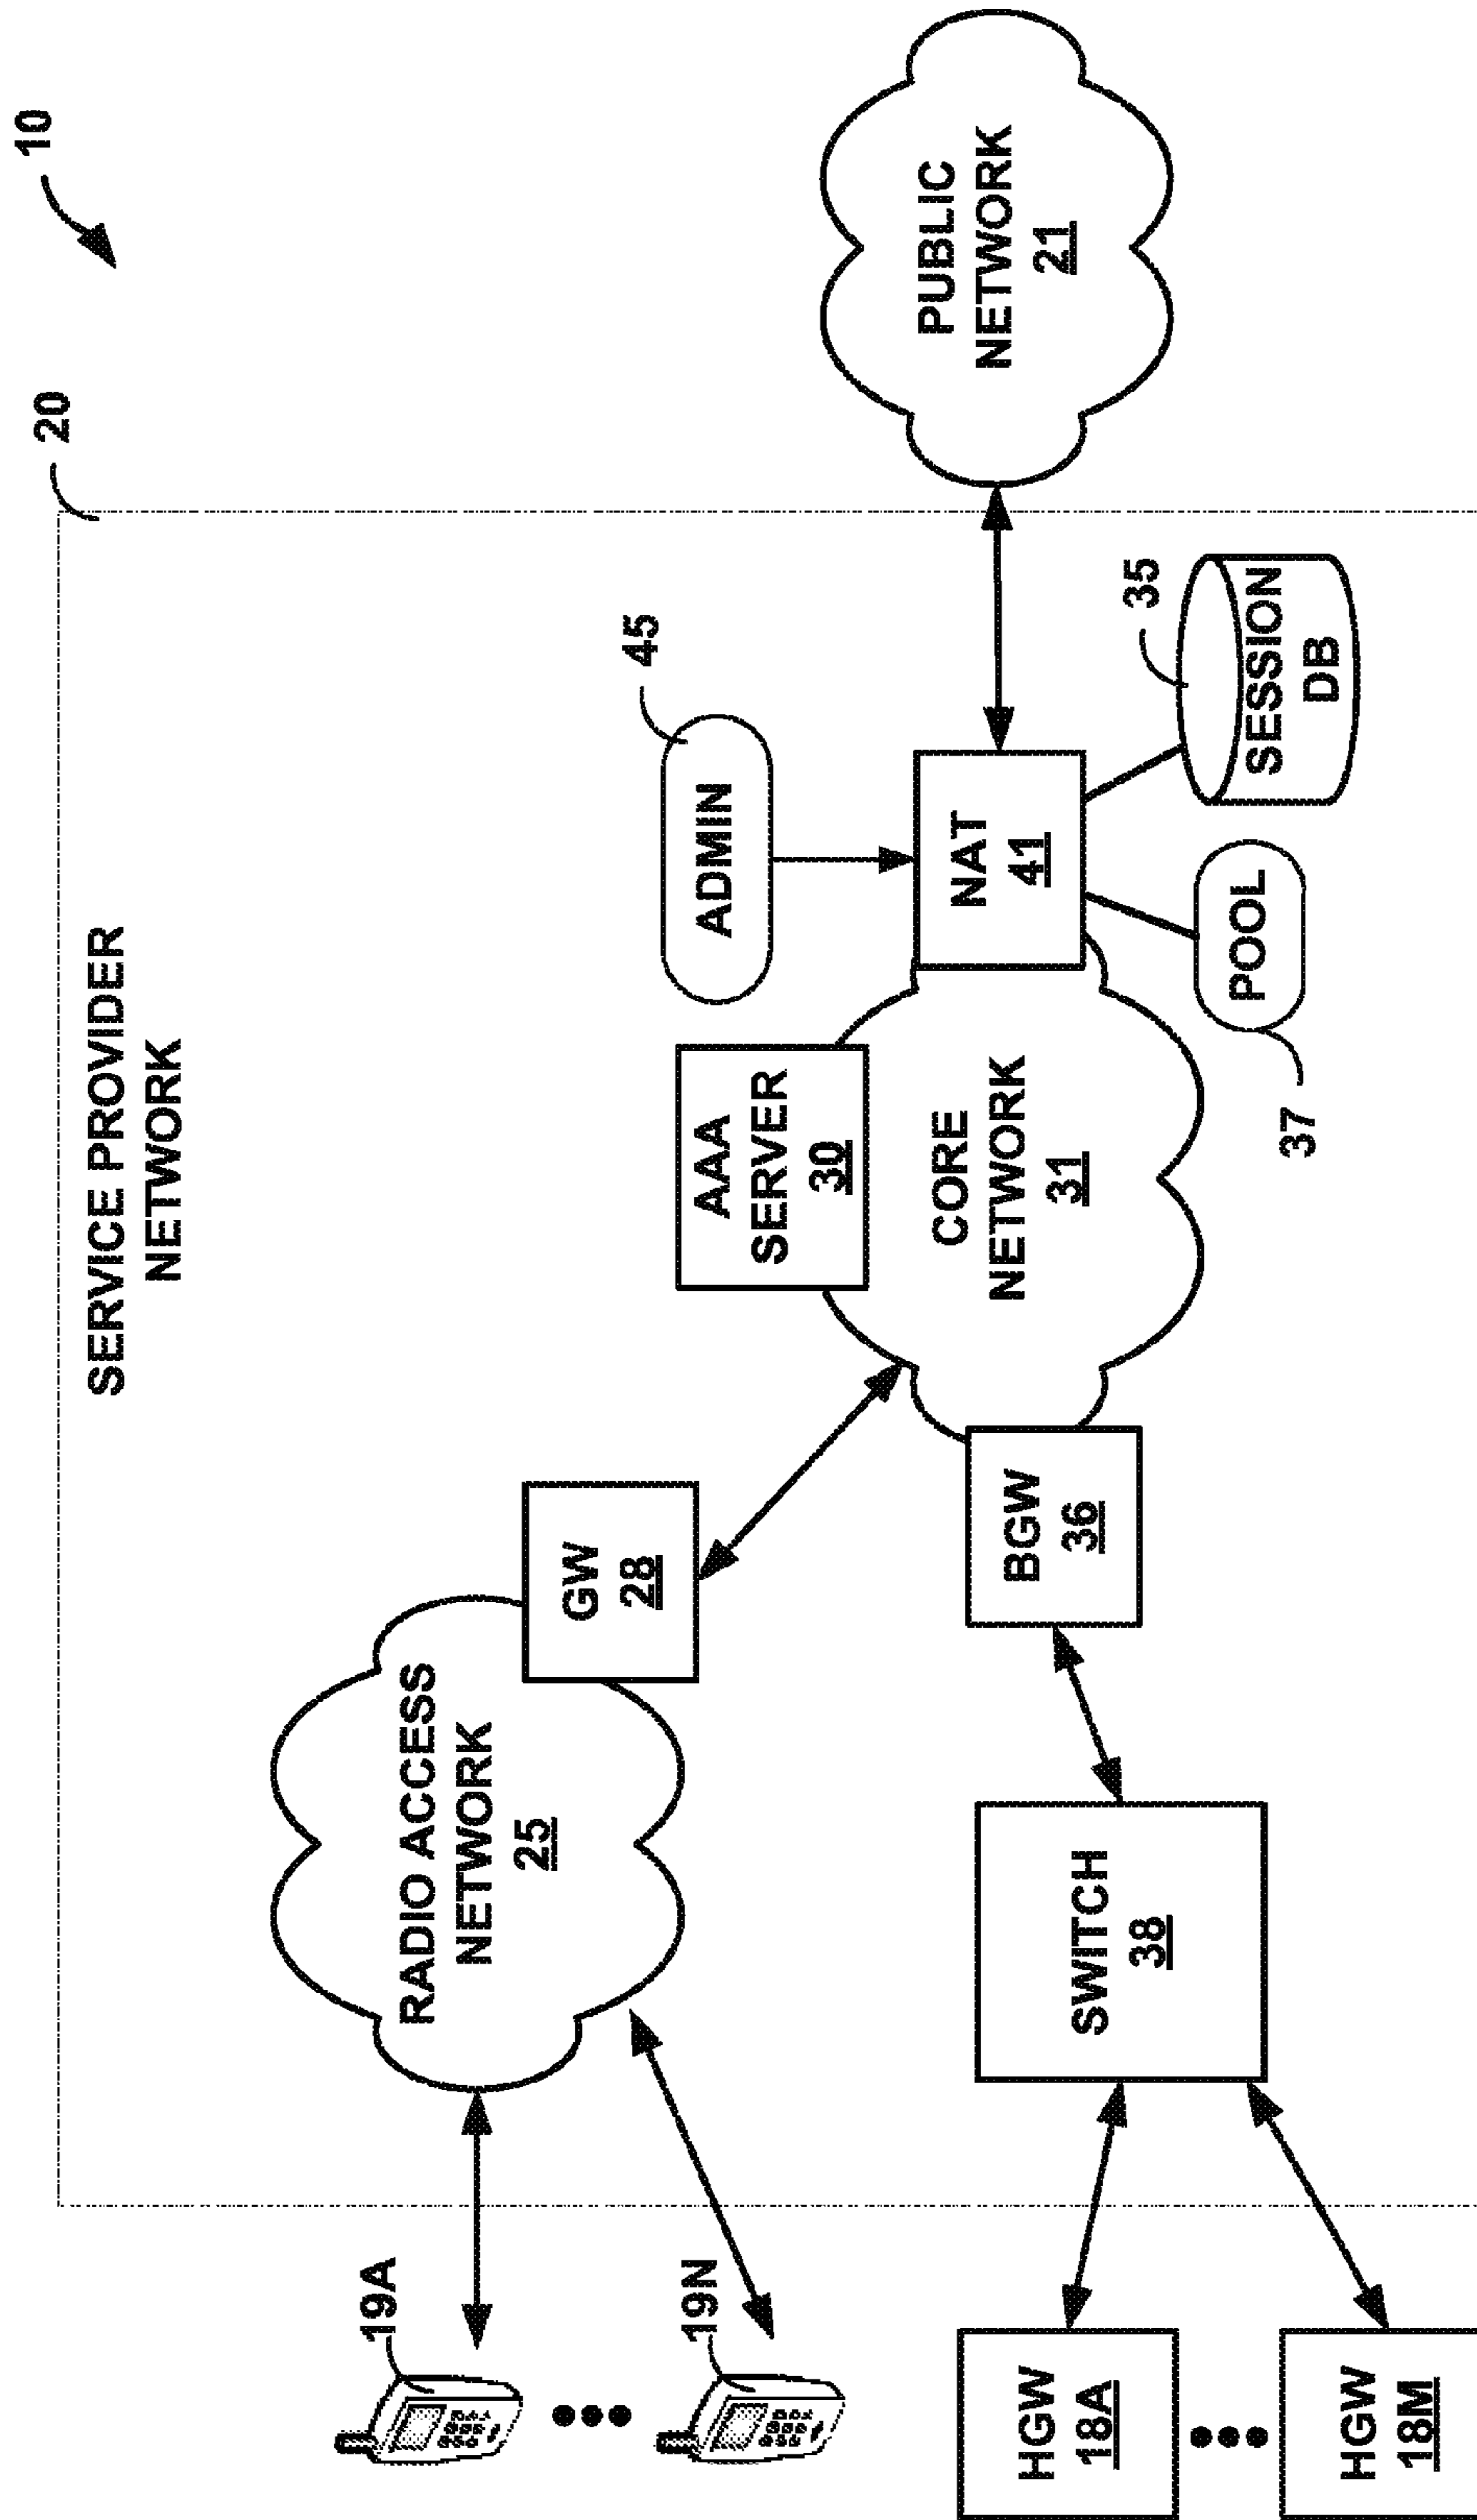 10
20
SERVICE PROVIDER
NETWORK
19A
19N
RADIO ACCESS
NETWORK
25
GW
28
AAA
SERVER
30
ADMIN
45
CORE
NETWORK
31
NAT
41
PUBLIC
NETWORK
21
HGW
18A
HGW
18M
SWITCH
38
BGW
36
POOL
37
SESSION
DB
35